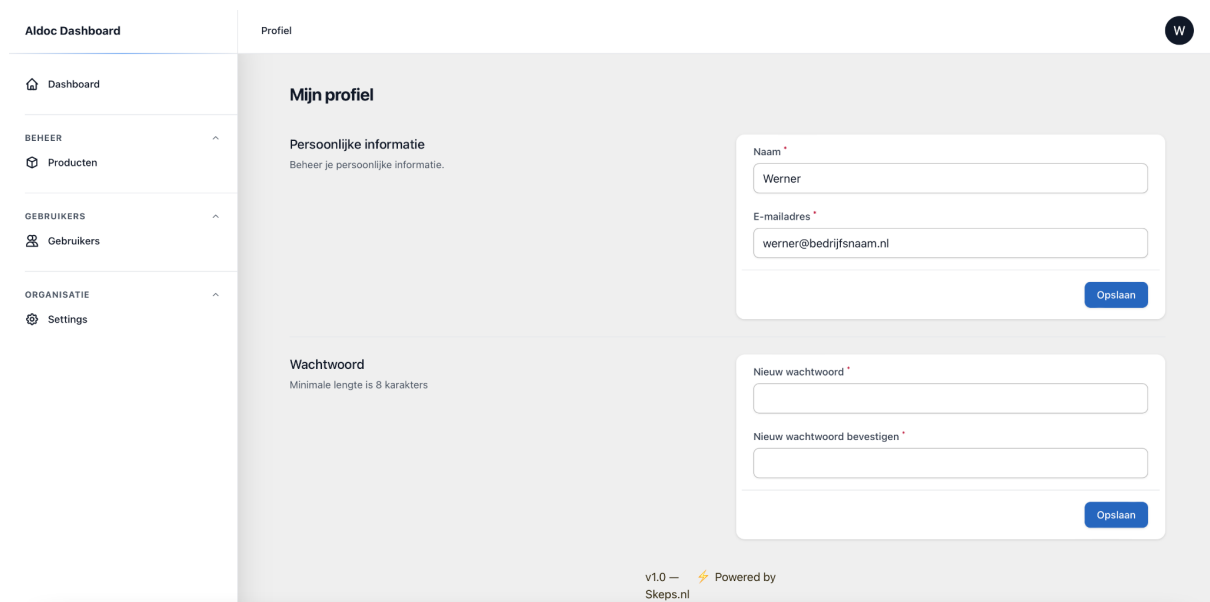 Aldoc Dashboard
Profiel
W
Dashboard
BEHEER
Producten
GEBRUIKERS
Gebruikers
ORGANISATIE
Settings
Mijn profiel
Persoonlijke informatie
Beheer je persoonlijke informatie.
Naam *
Werner
E-mailadres *
werner@bedrijfsnaam.nl
Opslaan
Wachtwoord
Minimale lengte is 8 karakters
Nieuw wachtwoord *
Nieuw wachtwoord bevestigen *
Opslaan
v1.0 — ⚡ Powered by
Skeps.nl